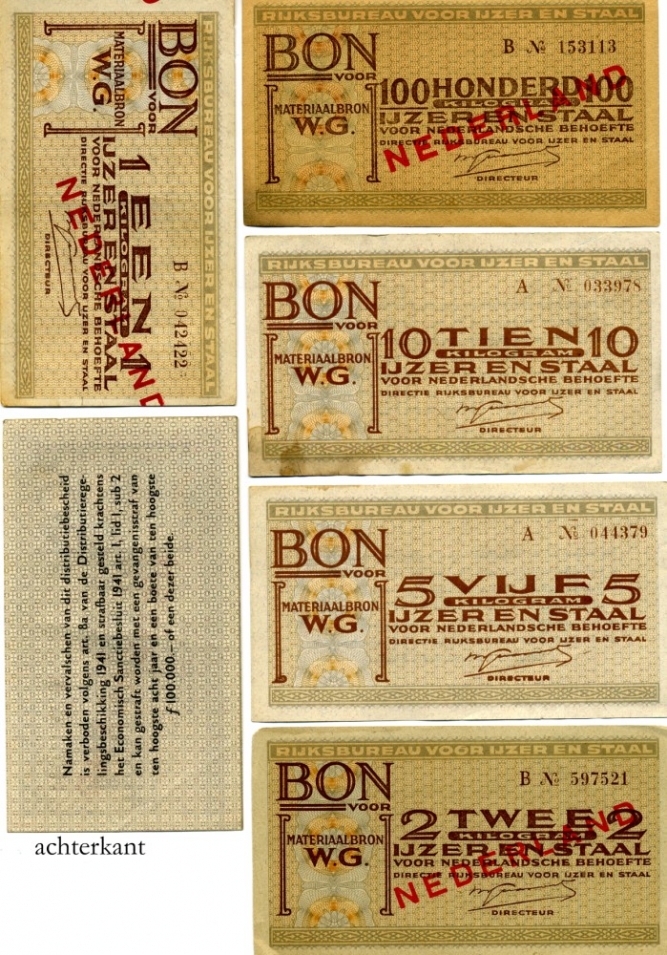 RIJKSBUREAU VOOR IJZER EN STAAL
BON
VOOR
MATERIAALBRON
W.G.
B № 042422
1 EEN 1
KILOGRAM
IJZER EN STAAL
VOOR NEDERLANDSCHE BEHOEFTE
DIRECTIE RIJKSBUREAU VOOR IJZER EN STAAL
DIRECTEUR
NEDERLAND
Namaken en vervalschen van dit distributiebescheid
is verboden volgens art. 8a van de Distributierege-
lingsbeschikking 1941 en strafbaar gesteld krachtens
het Economisch Sanctiebesluit 1941 art. 1, lid 1, sub 2
en kan gestraft worden met een gevangenisstraf van
ten hoogste acht jaar en een boete van ten hoogste
ƒ 100.000.— of een dezer beide.
achterkant
RIJKSBUREAU VOOR IJZER EN STAAL
BON
VOOR
MATERIAALBRON
W.G.
B № 153113
100 HONDERD 100
KILOGRAM
IJZER EN STAAL
VOOR NEDERLANDSCHE BEHOEFTE
DIRECTIE RIJKSBUREAU VOOR IJZER EN STAAL
DIRECTEUR
NEDERLAND
RIJKSBUREAU VOOR IJZER EN STAAL
BON
VOOR
MATERIAALBRON
W.G.
A № 033978
10 TIEN 10
KILOGRAM
IJZER EN STAAL
VOOR NEDERLANDSCHE BEHOEFTE
DIRECTIE RIJKSBUREAU VOOR IJZER EN STAAL
DIRECTEUR
RIJKSBUREAU VOOR IJZER EN STAAL
BON
VOOR
MATERIAALBRON
W.G.
A № 044379
5 VIJF 5
KILOGRAM
IJZER EN STAAL
VOOR NEDERLANDSCHE BEHOEFTE
DIRECTIE RIJKSBUREAU VOOR IJZER EN STAAL
DIRECTEUR
RIJKSBUREAU VOOR IJZER EN STAAL
BON
VOOR
MATERIAALBRON
W.G.
B № 597521
2 TWEE 2
KILOGRAM
IJZER EN STAAL
VOOR NEDERLANDSCHE BEHOEFTE
DIRECTIE RIJKSBUREAU VOOR IJZER EN STAAL
DIRECTEUR
NEDERLAND